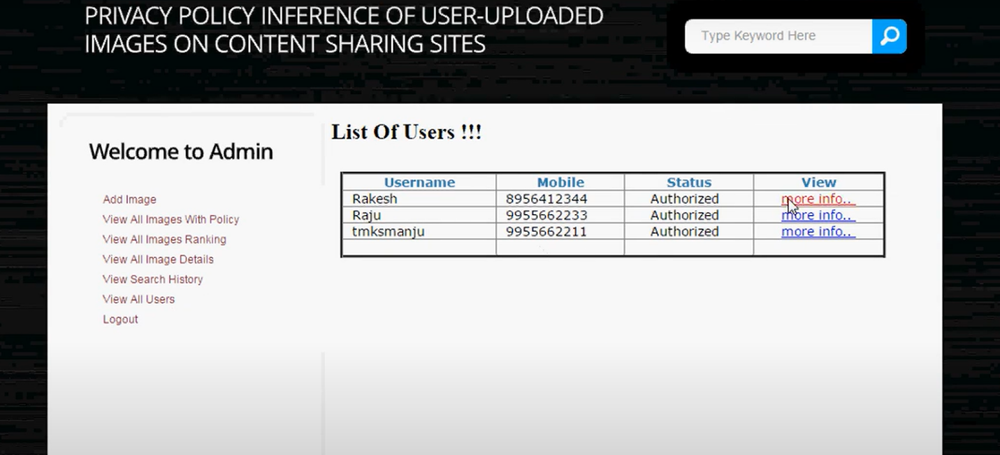 PRIVACY POLICY INFERENCE OF USER-UPLOADED
IMAGES ON CONTENT SHARING SITES
Type Keyword Here
Welcome to Admin
Add Image
View All Images With Policy
View All Images Ranking
View All Image Details
View Search History
View All Users
Logout
List Of Users !!!
Username Mobile Status View
Rakesh 8956412344 Authorized more info..
Raju 9955662233 Authorized more info..
tmksmanju 9955662211 Authorized more info..